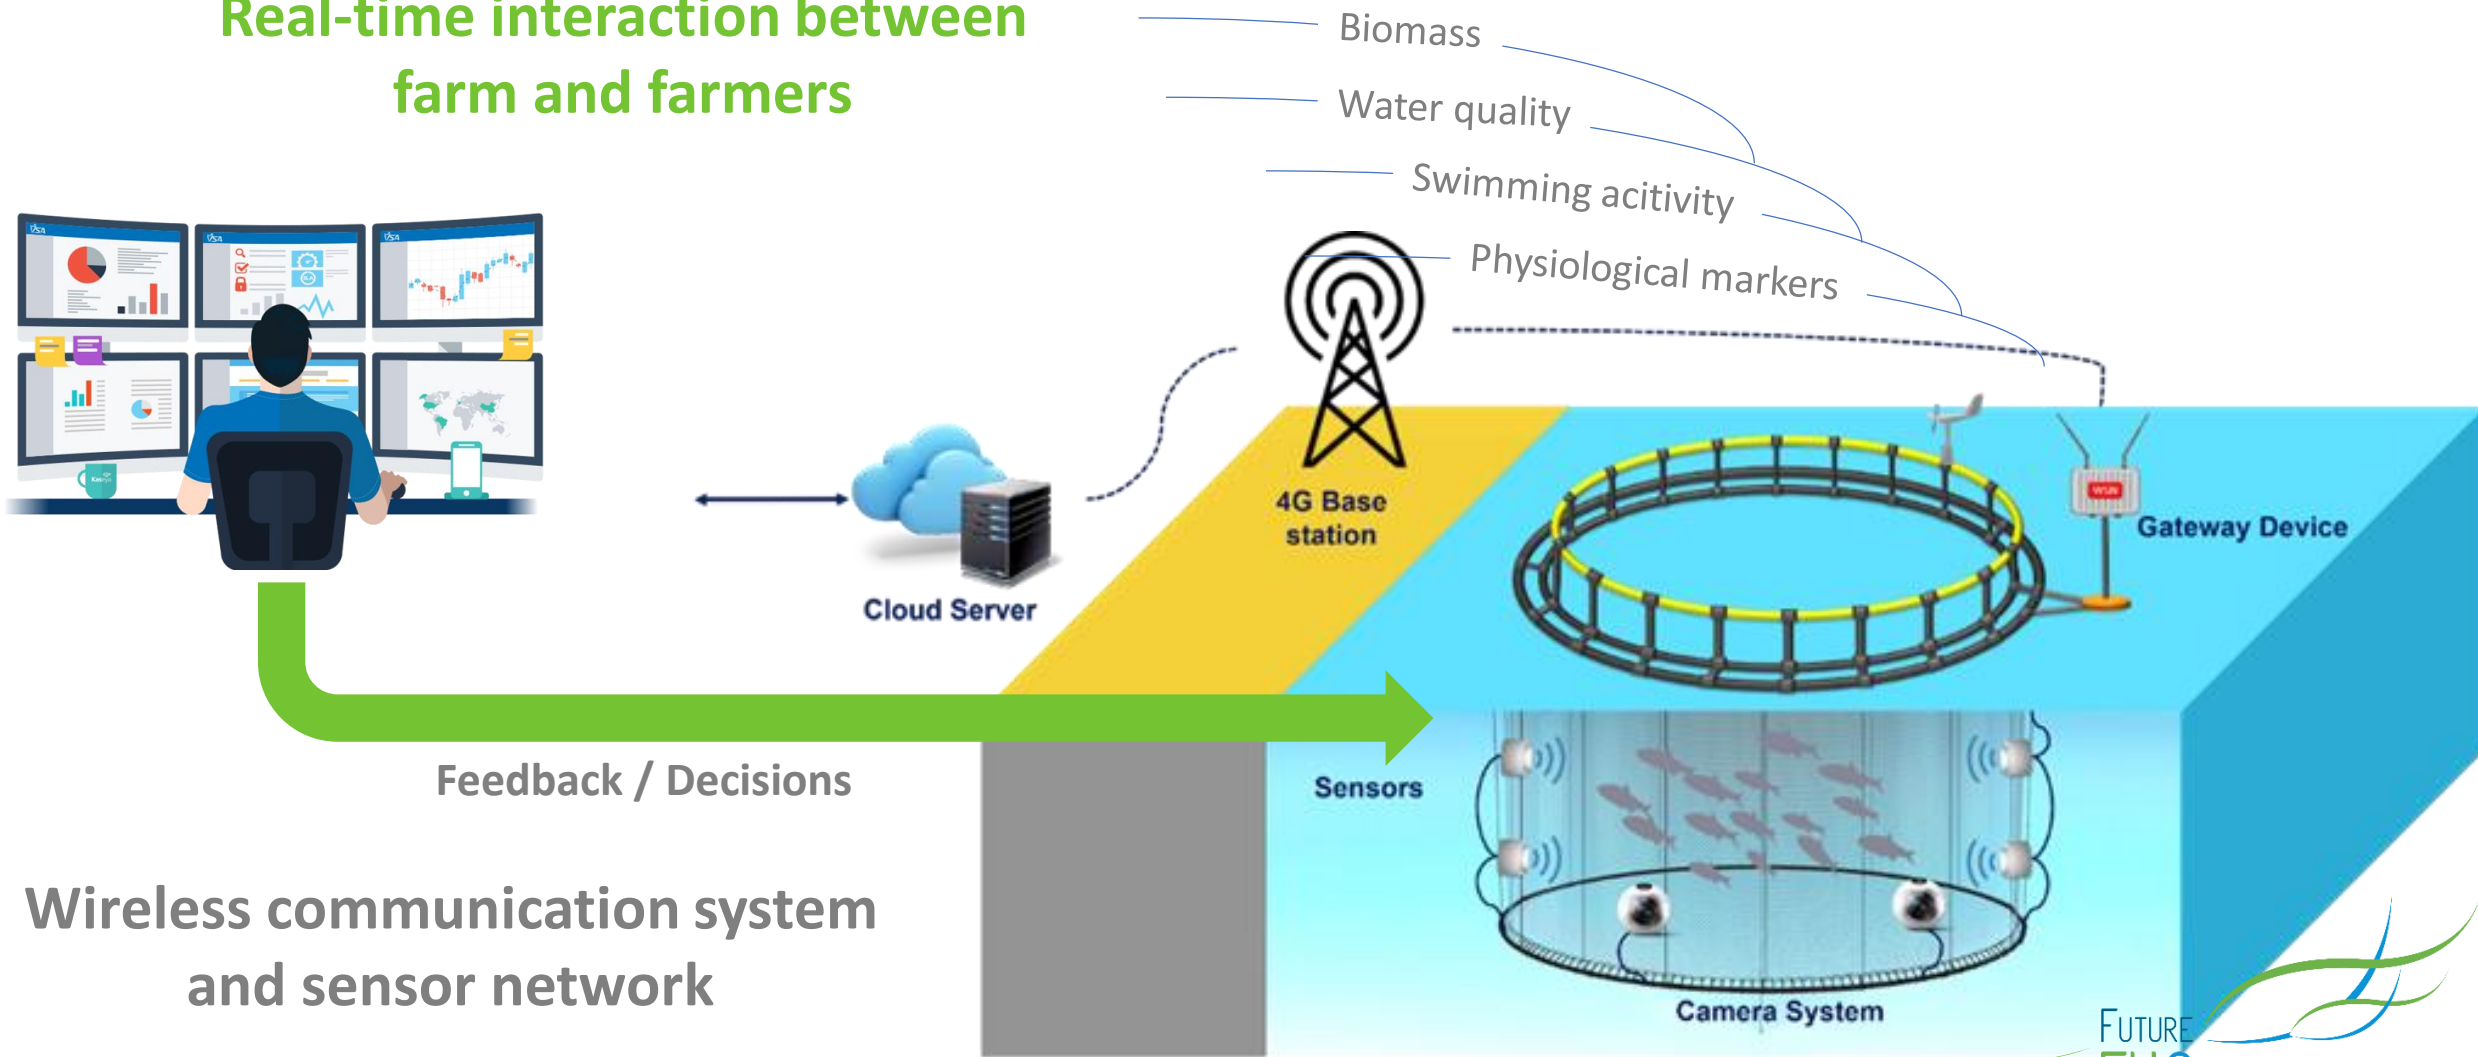 Real-time interaction between
farm and farmers
Biomass
Water quality
Swimming acitivity
Physiological markers
4G Base
station
Cloud Server
Gateway Device
Sensors
Camera System
Feedback / Decisions
Wireless communication system
and sensor network
FUTURE